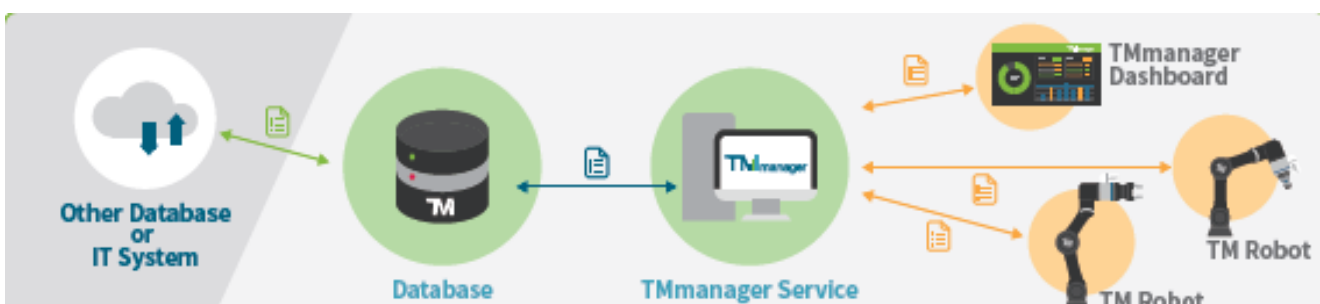 Other Database
or
IT System
TM
Database
TMmanager
TMmanager Service
TMmanager
Dashboard
TM Robot
TM Robot